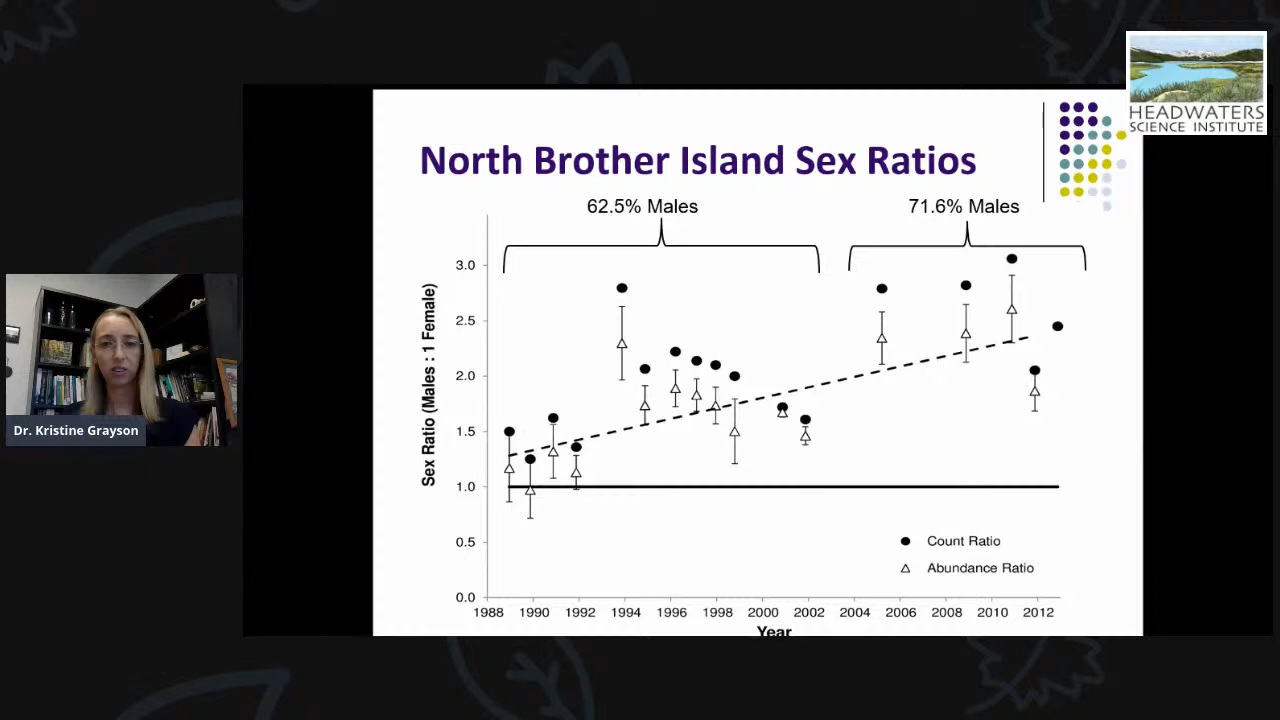 HEADWATERS
SCIENCE INSTITUTE
North Brother Island Sex Ratios
62.5% Males
71.6% Males
Sex Ratio (Males : 1 Female)
3.0
2.5
2.0
1.5
1.0
0.5
0.0
Count Ratio
Abundance Ratio
1988 1990 1992 1994 1996 1998 2000 2002 2004 2006 2008 2010 2012
Year
Dr. Kristine Grayson